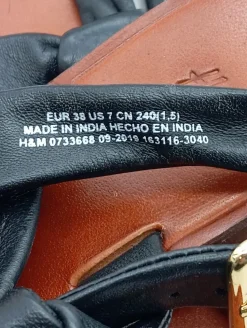 EUR 38 US 7 CN 240(1,5)
MADE IN INDIA HECHO EN INDIA
H&M 0733668 09-2019 163116-3040